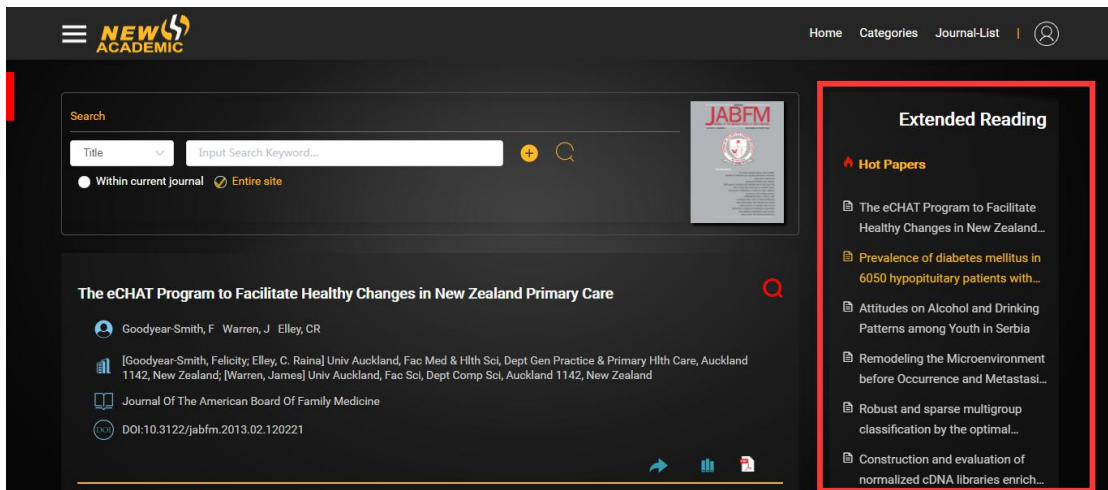 NEW
ACADEMIC
Home Categories Journal-List |
Search
Title
Input Search Keyword...
Within current journal Entire site
JABFM
The eCHAT Program to Facilitate Healthy Changes in New Zealand Primary Care
Goodyear-Smith, F Warren, J Elley, CR
[Goodyear-Smith, Felicity; Elley, C. Raina] Univ Auckland, Fac Med & Hlth Sci, Dept Gen Practice & Primary Hlth Care, Auckland
1142, New Zealand; [Warren, James] Univ Auckland, Fac Sci, Dept Comp Sci, Auckland 1142, New Zealand
Journal Of The American Board Of Family Medicine
DOI
DOI:10.3122/jabfm.2013.02.120221
Extended Reading
Hot Papers
The eCHAT Program to Facilitate
Healthy Changes in New Zealand...
Prevalence of diabetes mellitus in
6050 hypopituitary patients with...
Attitudes on Alcohol and Drinking
Patterns among Youth in Serbia
Remodeling the Microenvironment
before Occurrence and Metastasi...
Robust and sparse multigroup
classification by the optimal...
Construction and evaluation of
normalized cDNA libraries enrich...